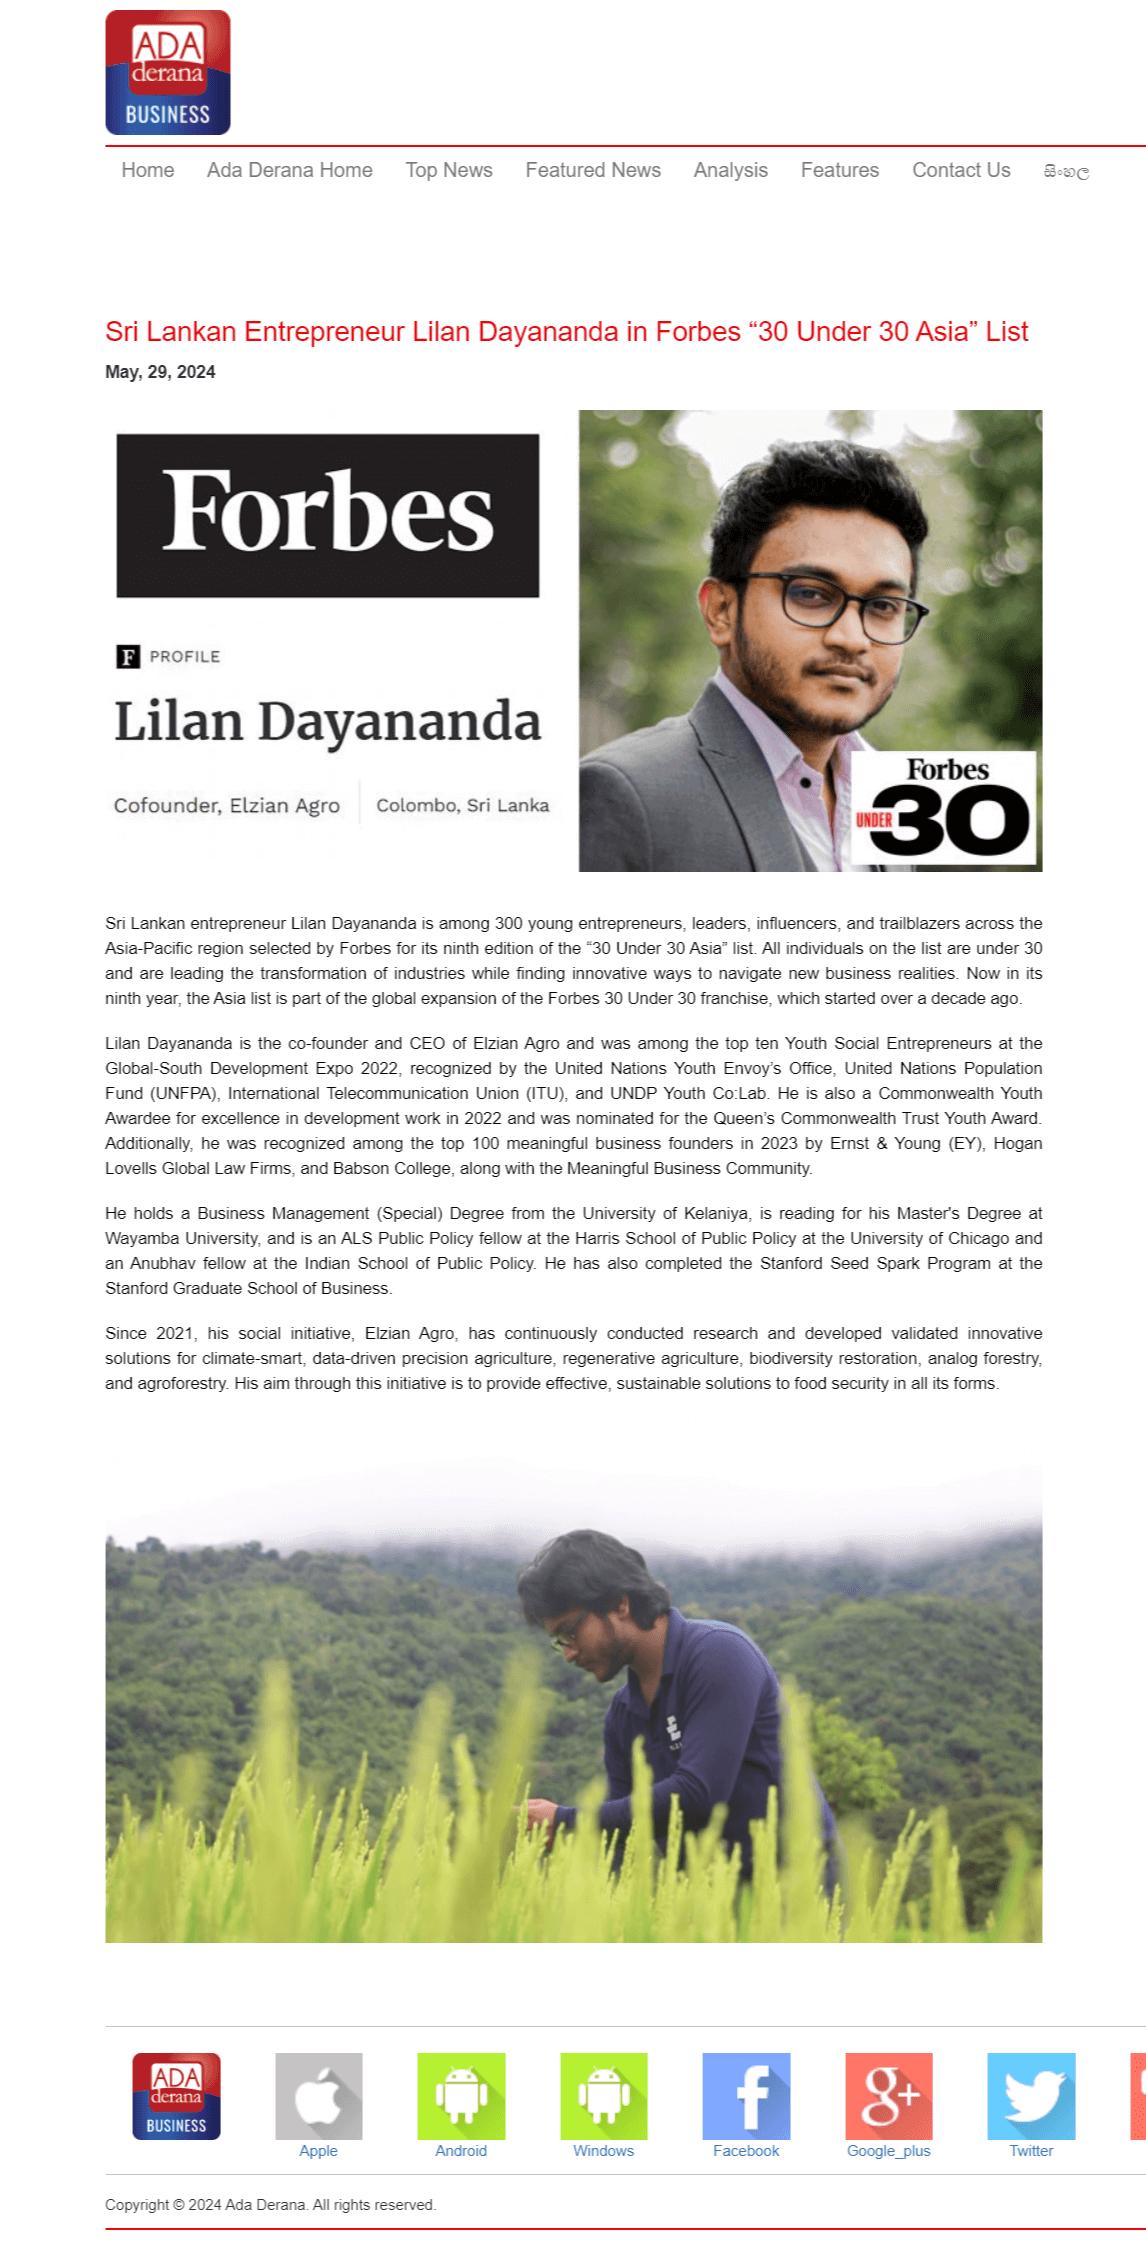 ADA
derana
BUSINESS
Home Ada Derana Home Top News Featured News Analysis Features Contact Us සිංහල
Sri Lankan Entrepreneur Lilan Dayananda in Forbes “30 Under 30 Asia” List
May, 29, 2024
Forbes
F PROFILE
Lilan Dayananda
Cofounder, Elzian Agro Colombo, Sri Lanka
Forbes
UNDER 30
Sri Lankan entrepreneur Lilan Dayananda is among 300 young entrepreneurs, leaders, influencers, and trailblazers across the
Asia-Pacific region selected by Forbes for its ninth edition of the “30 Under 30 Asia” list. All individuals on the list are under 30
and are leading the transformation of industries while finding innovative ways to navigate new business realities. Now in its
ninth year, the Asia list is part of the global expansion of the Forbes 30 Under 30 franchise, which started over a decade ago.
Lilan Dayananda is the co-founder and CEO of Elzian Agro and was among the top ten Youth Social Entrepreneurs at the
Global-South Development Expo 2022, recognized by the United Nations Youth Envoy’s Office, United Nations Population
Fund (UNFPA), International Telecommunication Union (ITU), and UNDP Youth Co:Lab. He is also a Commonwealth Youth
Awardee for excellence in development work in 2022 and was nominated for the Queen’s Commonwealth Trust Youth Award.
Additionally, he was recognized among the top 100 meaningful business founders in 2023 by Ernst & Young (EY), Hogan
Lovells Global Law Firms, and Babson College, along with the Meaningful Business Community.
He holds a Business Management (Special) Degree from the University of Kelaniya, is reading for his Master's Degree at
Wayamba University, and is an ALS Public Policy fellow at the Harris School of Public Policy at the University of Chicago and
an Anubhav fellow at the Indian School of Public Policy. He has also completed the Stanford Seed Spark Program at the
Stanford Graduate School of Business.
Since 2021, his social initiative, Elzian Agro, has continuously conducted research and developed validated innovative
solutions for climate-smart, data-driven precision agriculture, regenerative agriculture, biodiversity restoration, analog forestry,
and agroforestry. His aim through this initiative is to provide effective, sustainable solutions to food security in all its forms.
ADA
derana
BUSINESS
Apple Android Windows Facebook Google_plus Twitter
Copyright © 2024 Ada Derana. All rights reserved.